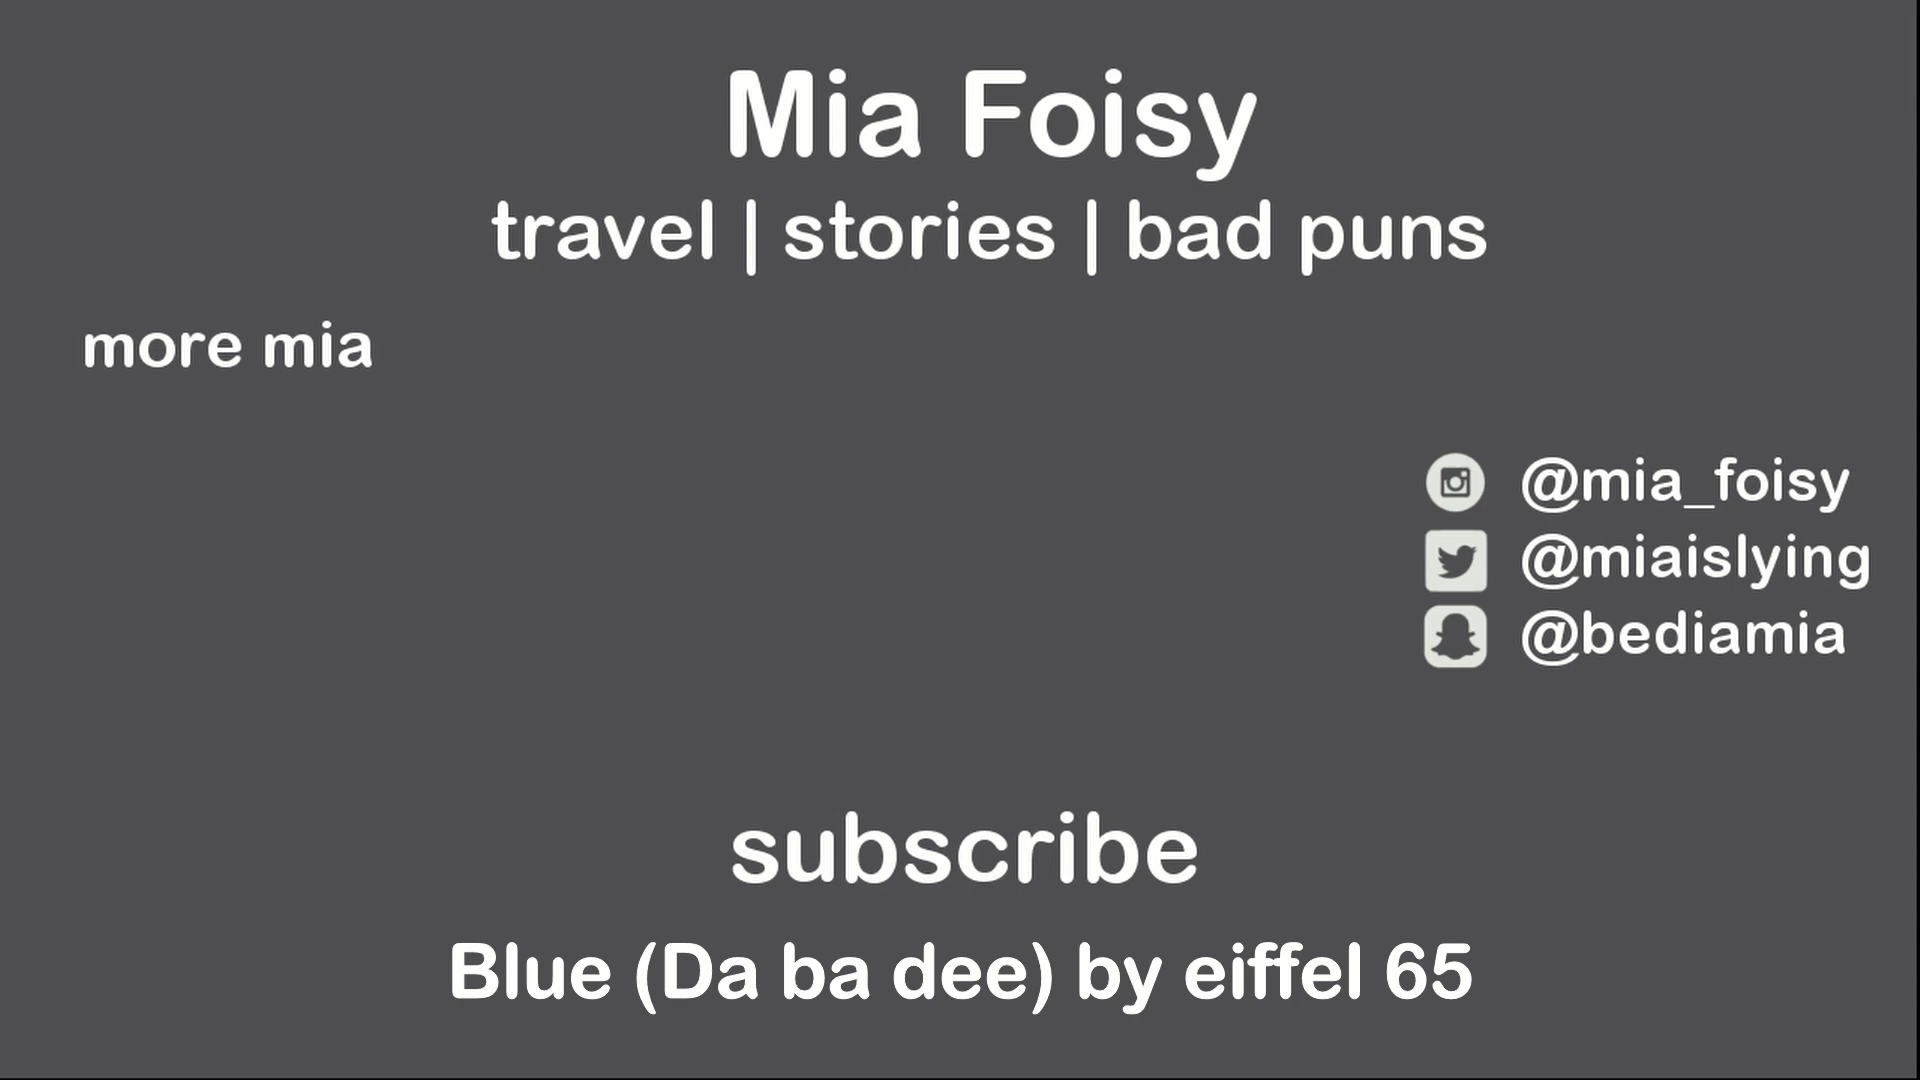 Mia Foisy
travel | stories | bad puns
more mia
@mia_foisy
@miaislying
@bediamia
subscribe
Blue (Da ba dee) by eiffel 65